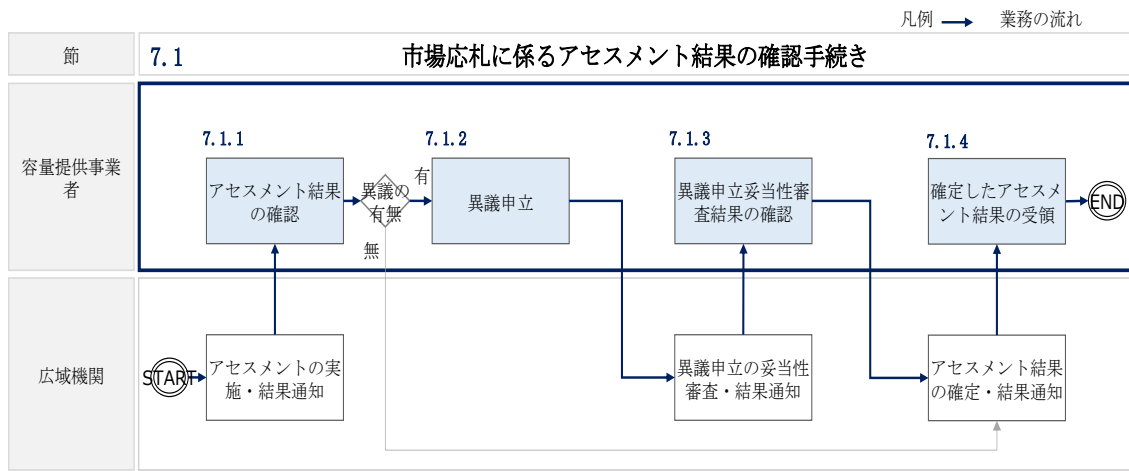 凡例 業務の流れ
節 7.1 市場応札に係るアセスメント結果の確認手続き
容量提供事業
者
7.1.1
アセスメント結果
の確認
異議の
有無
有
無
7.1.2
異議申立
7.1.3
異議申立妥当性審
査結果の確認
7.1.4
確定したアセスメ
ント結果の受領
END
広域機関
START
アセスメントの実
施・結果通知
異議申立の妥当性
審査・結果通知
アセスメント結果
の確定・結果通知